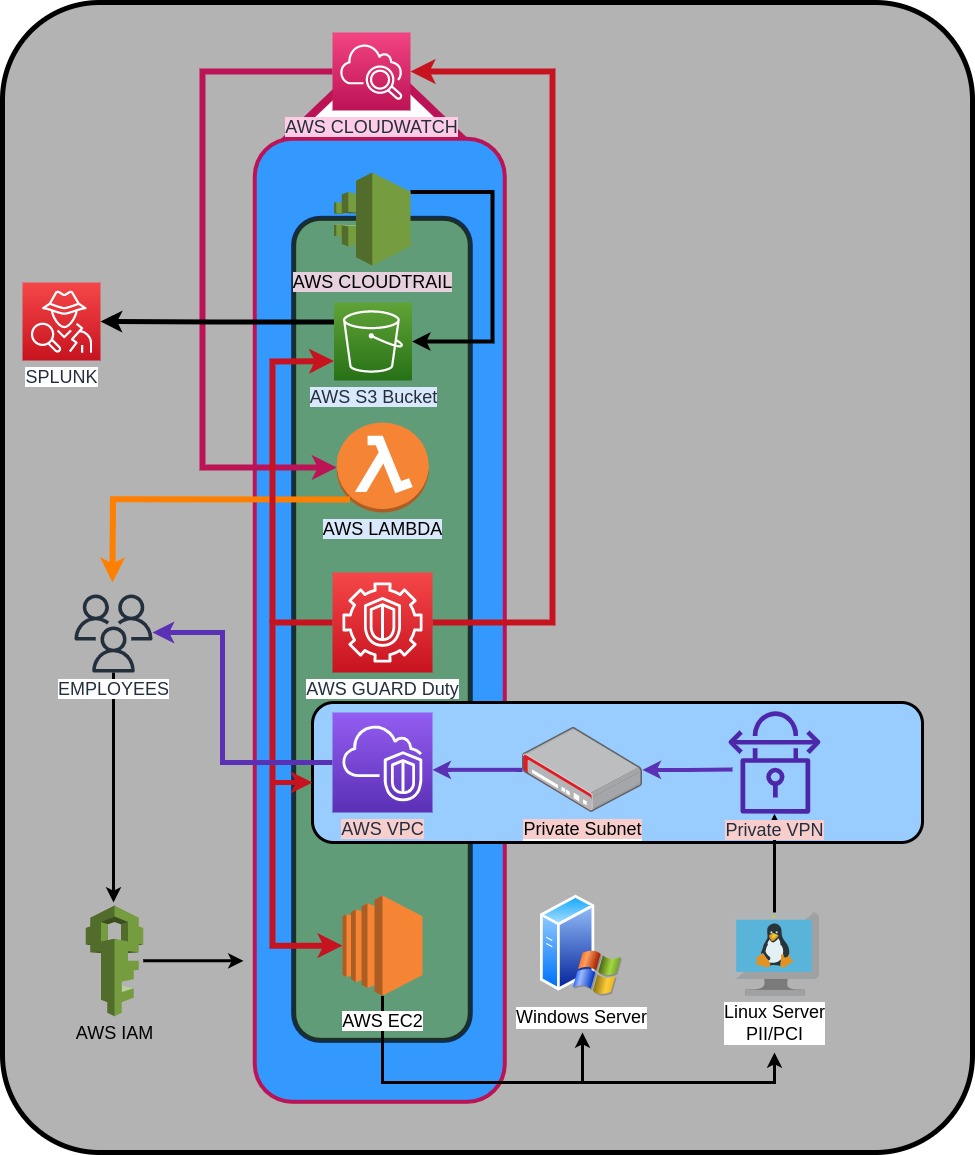 AWS CLOUDWATCH
AWS CLOUDTRAIL
SPLUNK
AWS S3 Bucket
AWS LAMBDA
EMPLOYEES
AWS GUARD Duty
AWS VPC
Private Subnet
Private VPN
AWS IAM
AWS EC2
Windows Server
Linux Server
PII/PCI